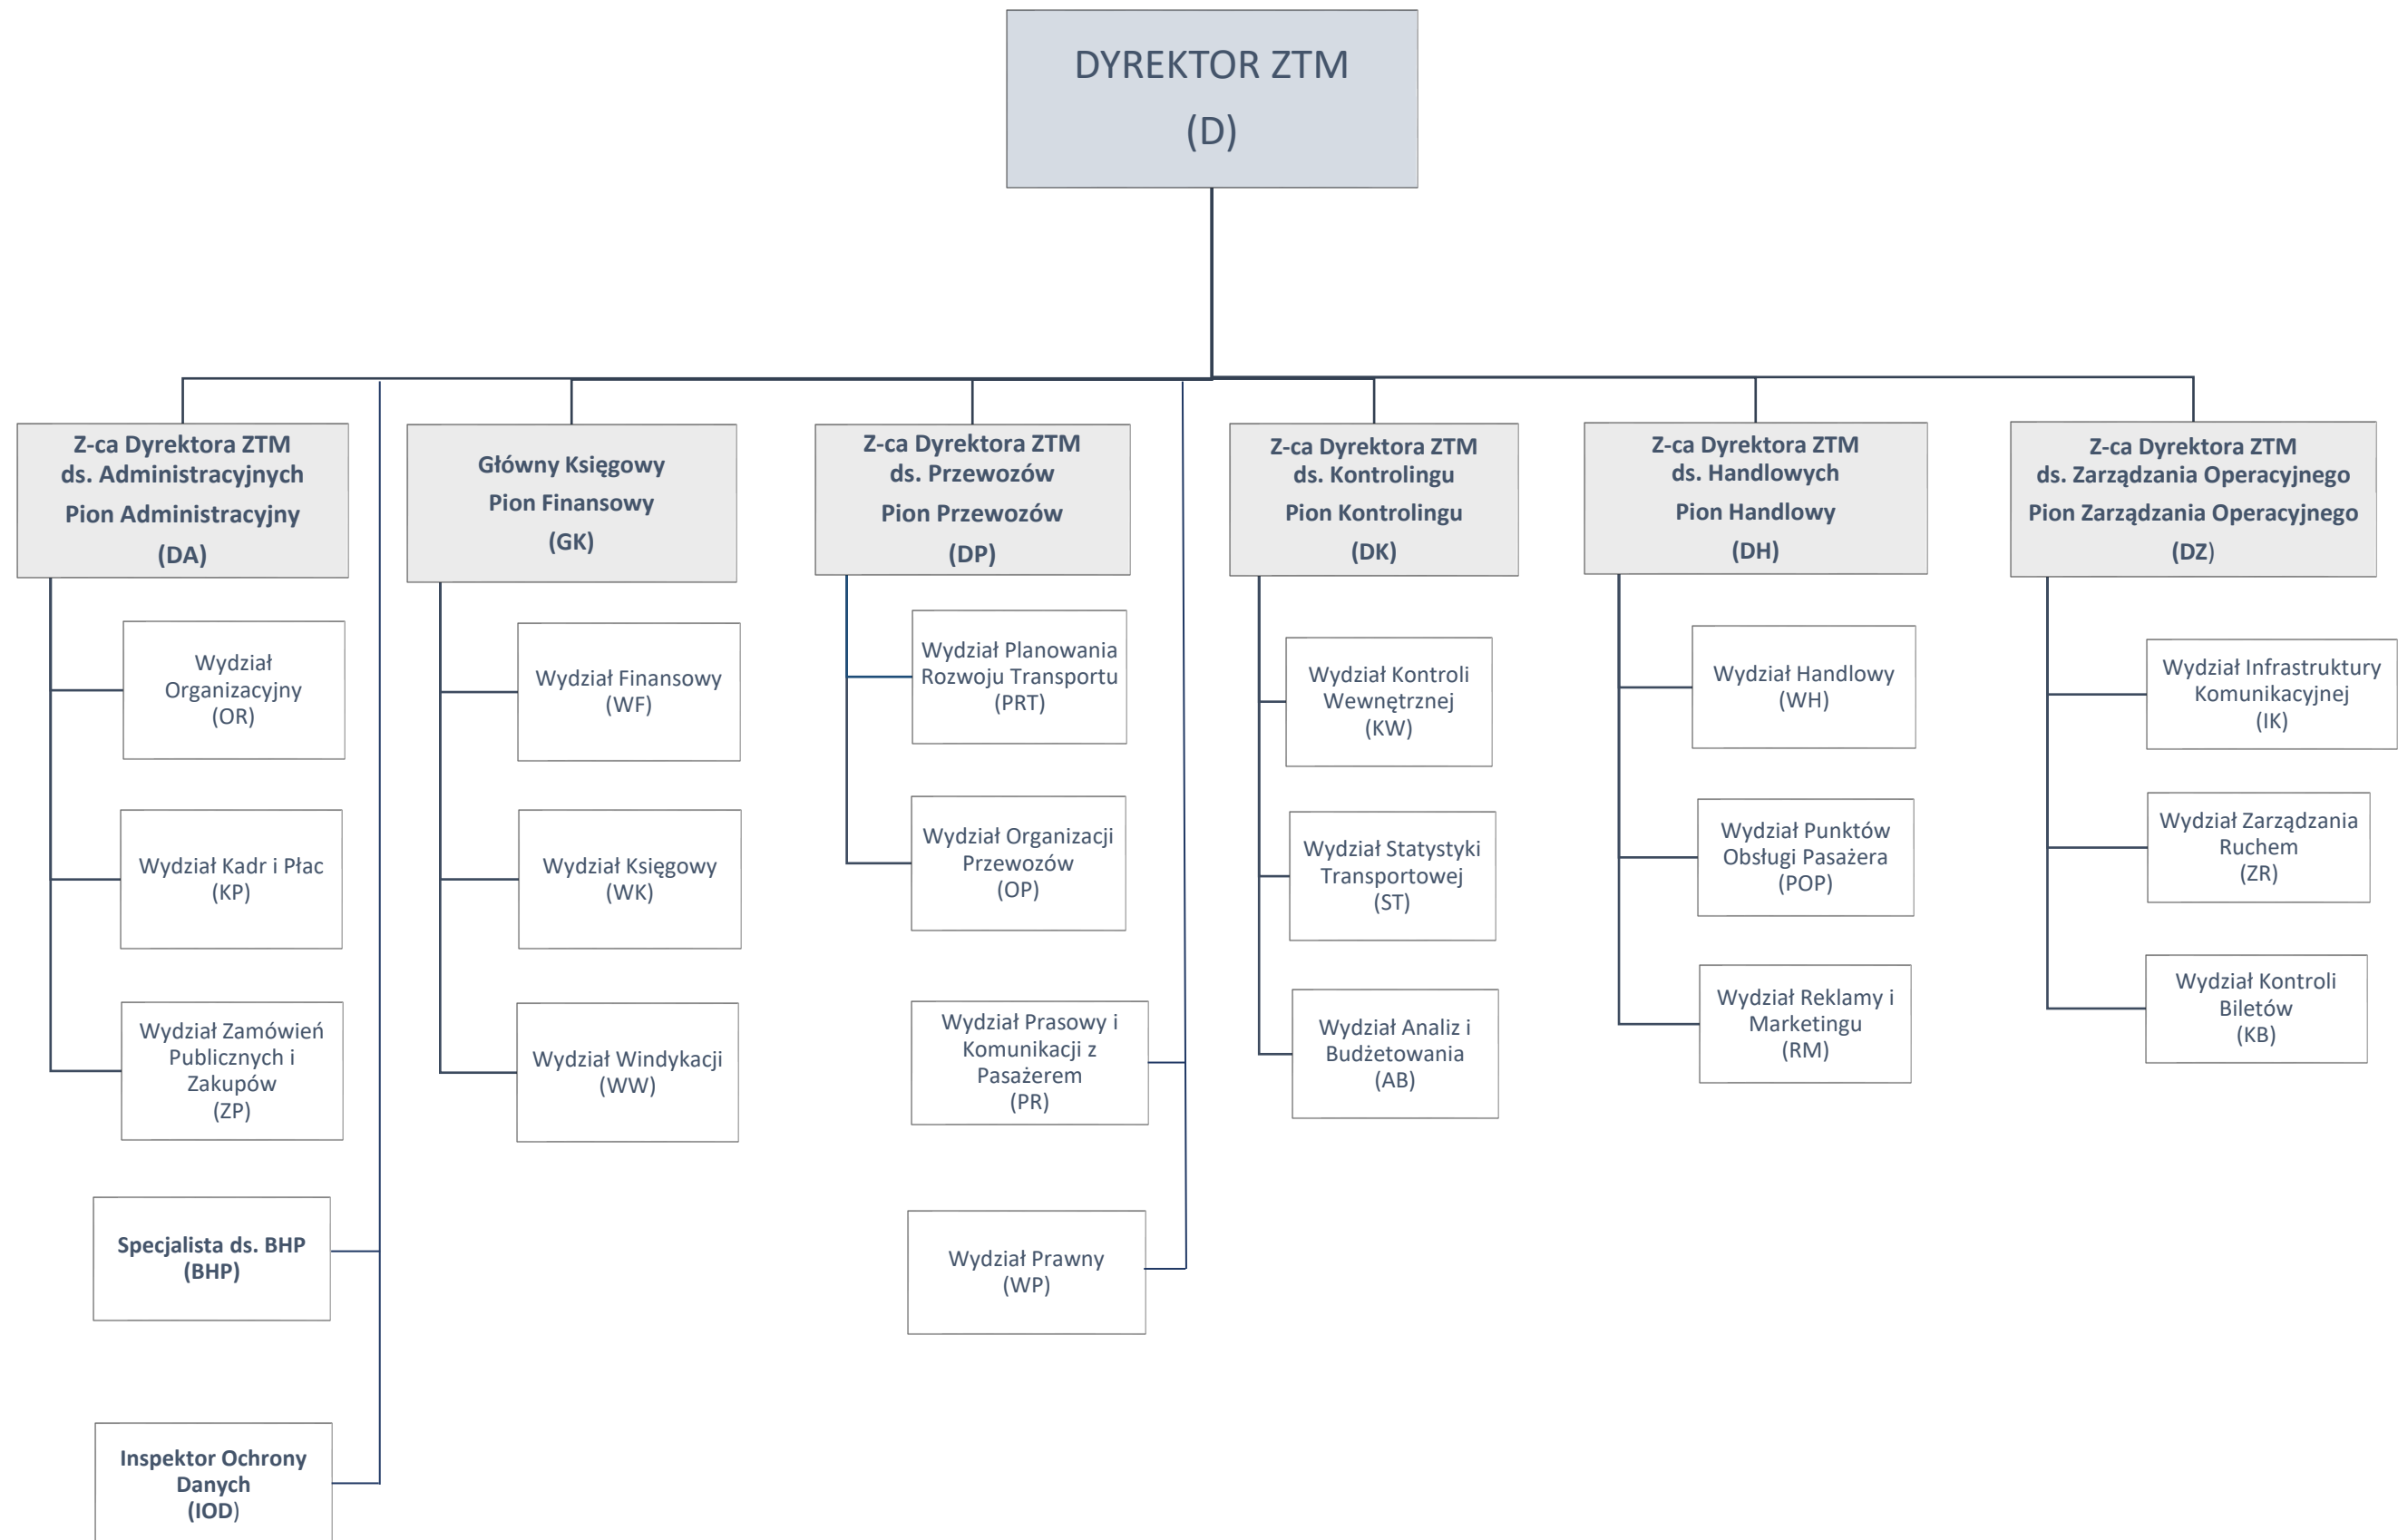 DYREKTOR ZTM
(D)
Z-ca Dyrektora ZTM
ds. Administracyjnych
Pion Administracyjny
(DA)
Główny Księgowy
Pion Finansowy
(GK)
Z-ca Dyrektora ZTM
ds. Przewozów
Pion Przewozów
(DP)
Z-ca Dyrektora ZTM
ds. Kontrolingu
Pion Kontrolingu
(DK)
Z-ca Dyrektora ZTM
ds. Handlowych
Pion Handlowy
(DH)
Z-ca Dyrektora ZTM
ds. Zarządzania Operacyjnego
Pion Zarządzania Operacyjnego
(DZ)
Wydział
Organizacyjny
(OR)
Wydział Kadr i Płac
(KP)
Wydział Zamówień
Publicznych i
Zakupów
(ZP)
Specjalista ds. BHP
(BHP)
Inspektor Ochrony
Danych
(IOD)
Wydział Finansowy
(WF)
Wydział Księgowy
(WK)
Wydział Windykacji
(WW)
Wydział Planowania
Rozwoju Transportu
(PRT)
Wydział Organizacji
Przewozów
(OP)
Wydział Prasowy i
Komunikacji z
Pasażerem
(PR)
Wydział Prawny
(WP)
Wydział Kontroli
Wewnętrznej
(KW)
Wydział Statystyki
Transportowej
(ST)
Wydział Analiz i
Budżetowania
(AB)
Wydział Handlowy
(WH)
Wydział Punktów
Obsługi Pasażera
(POP)
Wydział Reklamy i
Marketingu
(RM)
Wydział Infrastruktury
Komunikacyjnej
(IK)
Wydział Zarządzania
Ruchem
(ZR)
Wydział Kontroli
Biletów
(KB)